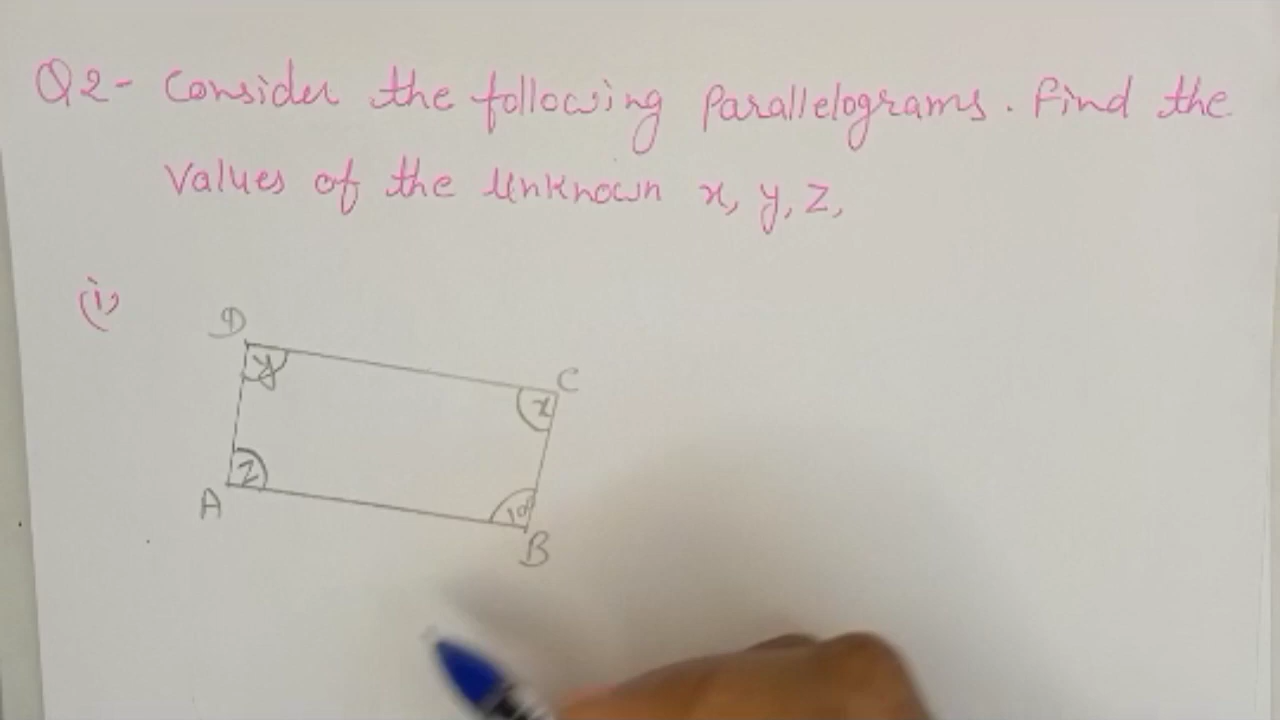 Q2- Consider the following Parallelograms. Find the
Values of the Unknown x, y, z,
(i)
D
C
y
x
z
A
B